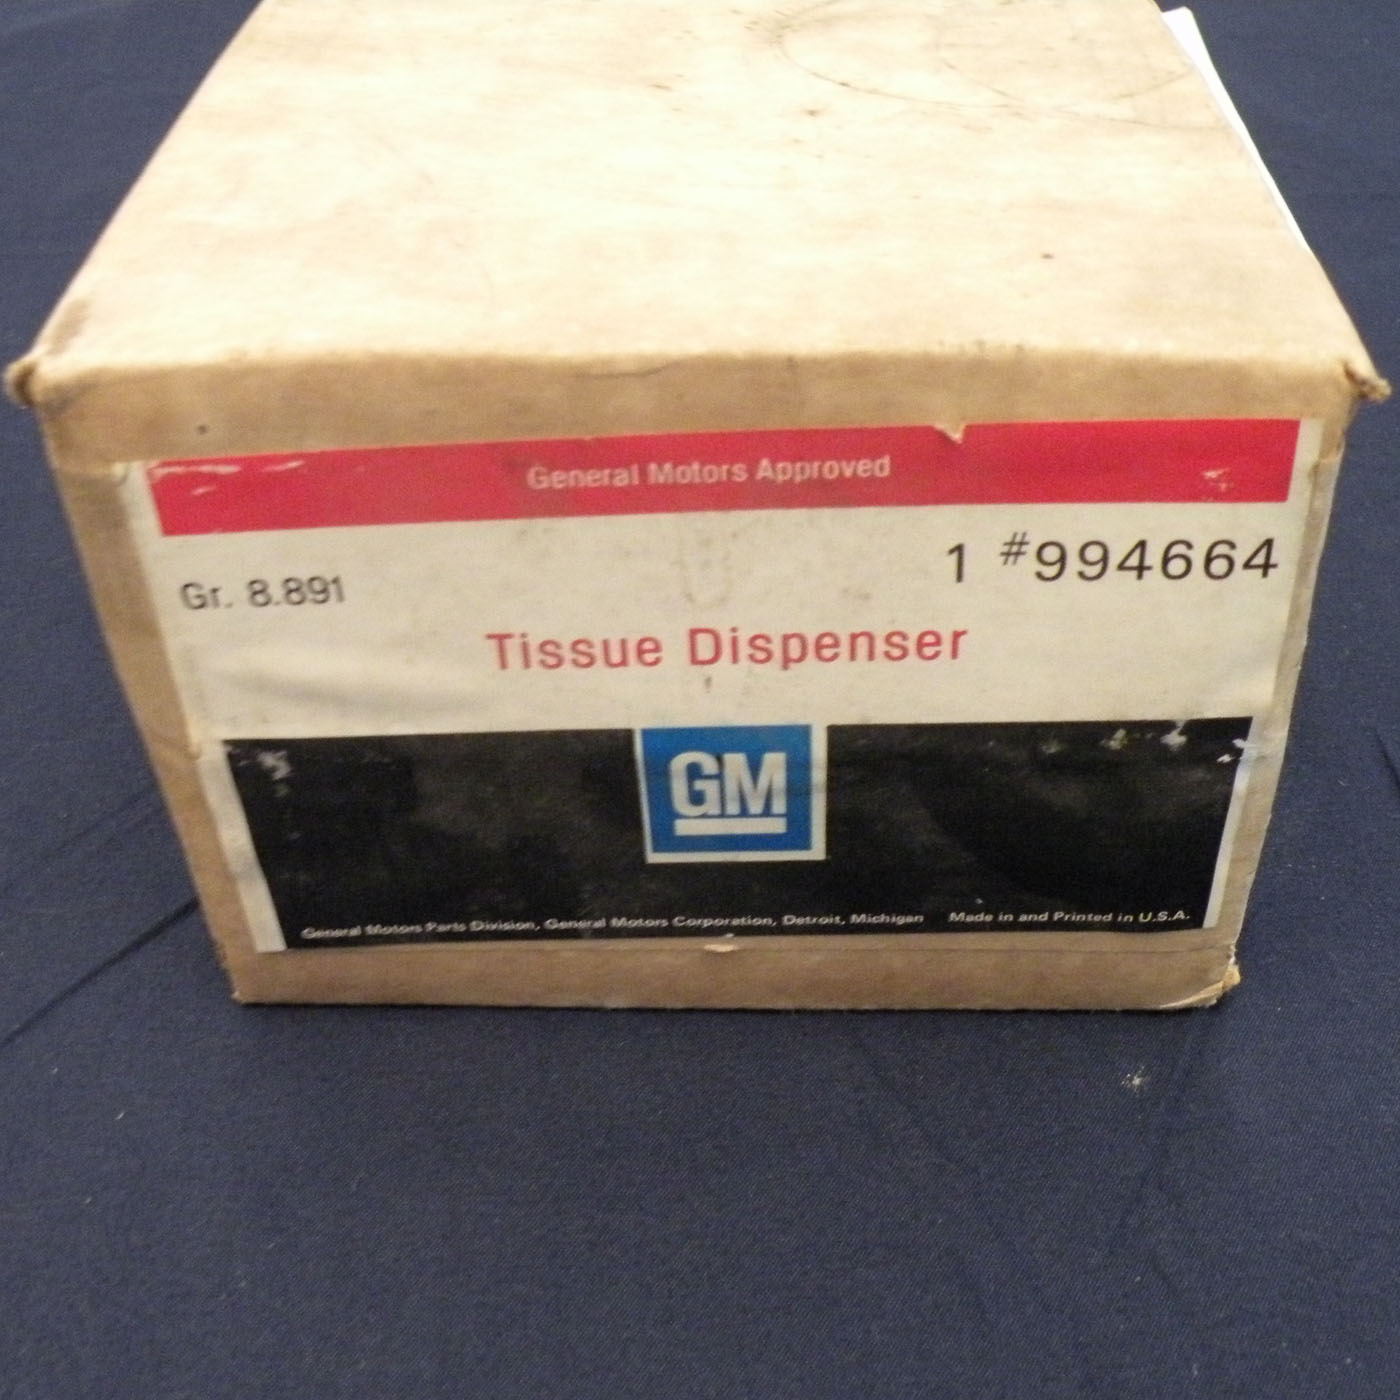 General Motors Approved
Gr. 8.891
1 #994664
Tissue Dispenser
GM
General Motors Parts Division, General Motors Corporation, Detroit, Michigan Made in and Printed in U.S.A.